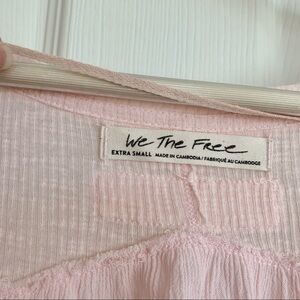 We The Free
EXTRA SMALL MADE IN CAMBODIA / FABRIQUÉ AU CAMBODGE